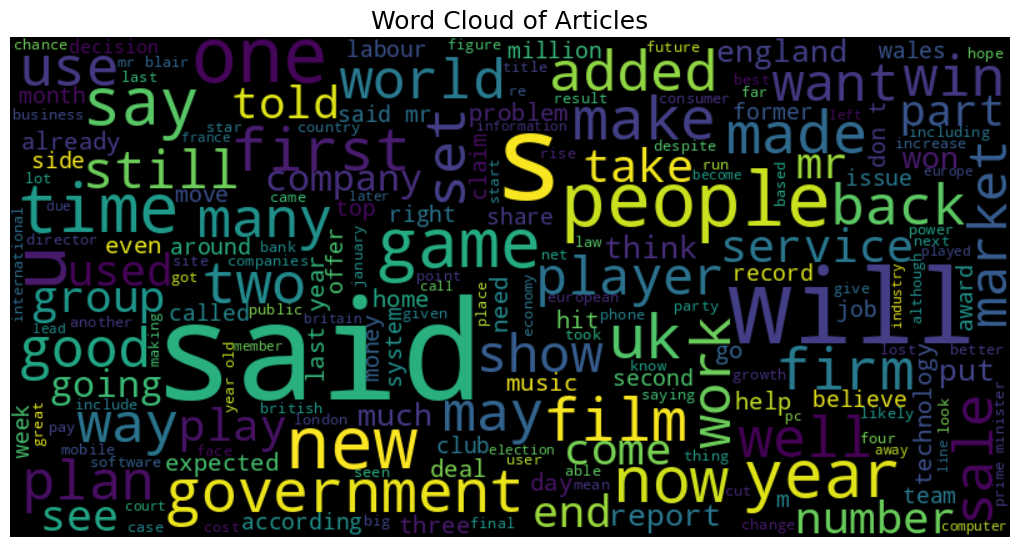 Word Cloud of Articles
chance decision mr blair
last
month
business
use
one
say
told
labour
figure
million
world
said mr
added
future
title re
result
problem
england
wales
want
win
hope
best
far
left
consumer
information
former
part
including
increase
already
side
star
country
france
still
first
set
company
claim
s
make
despite
rise
run
become
start
take
made
mr
don t
issue
won
europe
market
based
lot
move
came
later
top
right
share
people
back
time
many
game
law
think
service
power
next
played
due
director
even
around
bank
offer
january
international
u
used
site
companies
got
two
last year
point
call
net
european
player
record
give
although
award
group
called
public
home
britain
given
system
money
place
need
economy
phone
hit
took
party
job
industry
will
lead
another
making
member
year old
said
show
uk
work
go
firm
put
lost
better
good
going
include
british
music
second
know
saying
growth
help
believe
pc
likely
technology
look
line
week
great
way
pay
play
london
much
may
club
film
come
well
four
away
sale
prime minister
mobile
software
face
new
expected
deal
election
user
able
thing
plan
court
seen
day
mean
now
cut
year
team
government
see
case
cost
according
big
three
final
end
report
change
m
number
computer